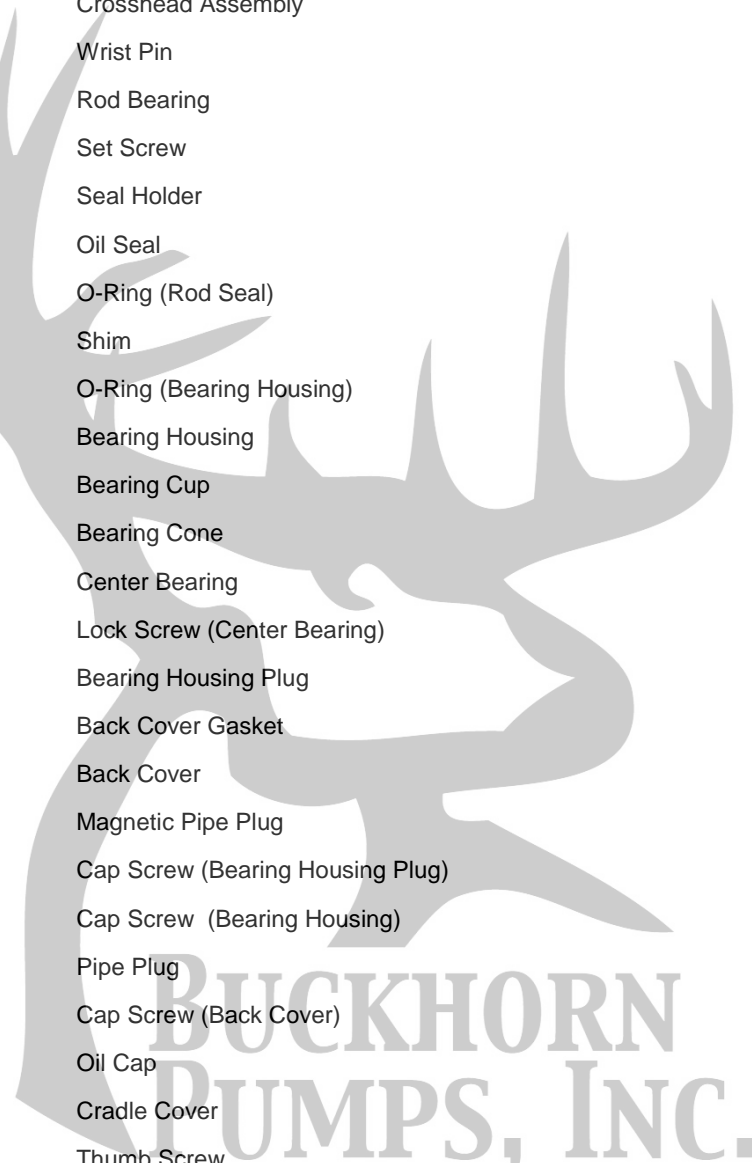 Crosshead Assembly
Wrist Pin
Rod Bearing
Set Screw
Seal Holder
Oil Seal
O-Ring (Rod Seal)
Shim
O-Ring (Bearing Housing)
Bearing Housing
Bearing Cup
Bearing Cone
Center Bearing
Lock Screw (Center Bearing)
Bearing Housing Plug
Back Cover Gasket
Back Cover
Magnetic Pipe Plug
Cap Screw (Bearing Housing Plug)
Cap Screw  (Bearing Housing)
Pipe Plug
Cap Screw (Back Cover)
Oil Cap
Cradle Cover
Thumb Screw
BUCKHORN
PUMPS, INC.